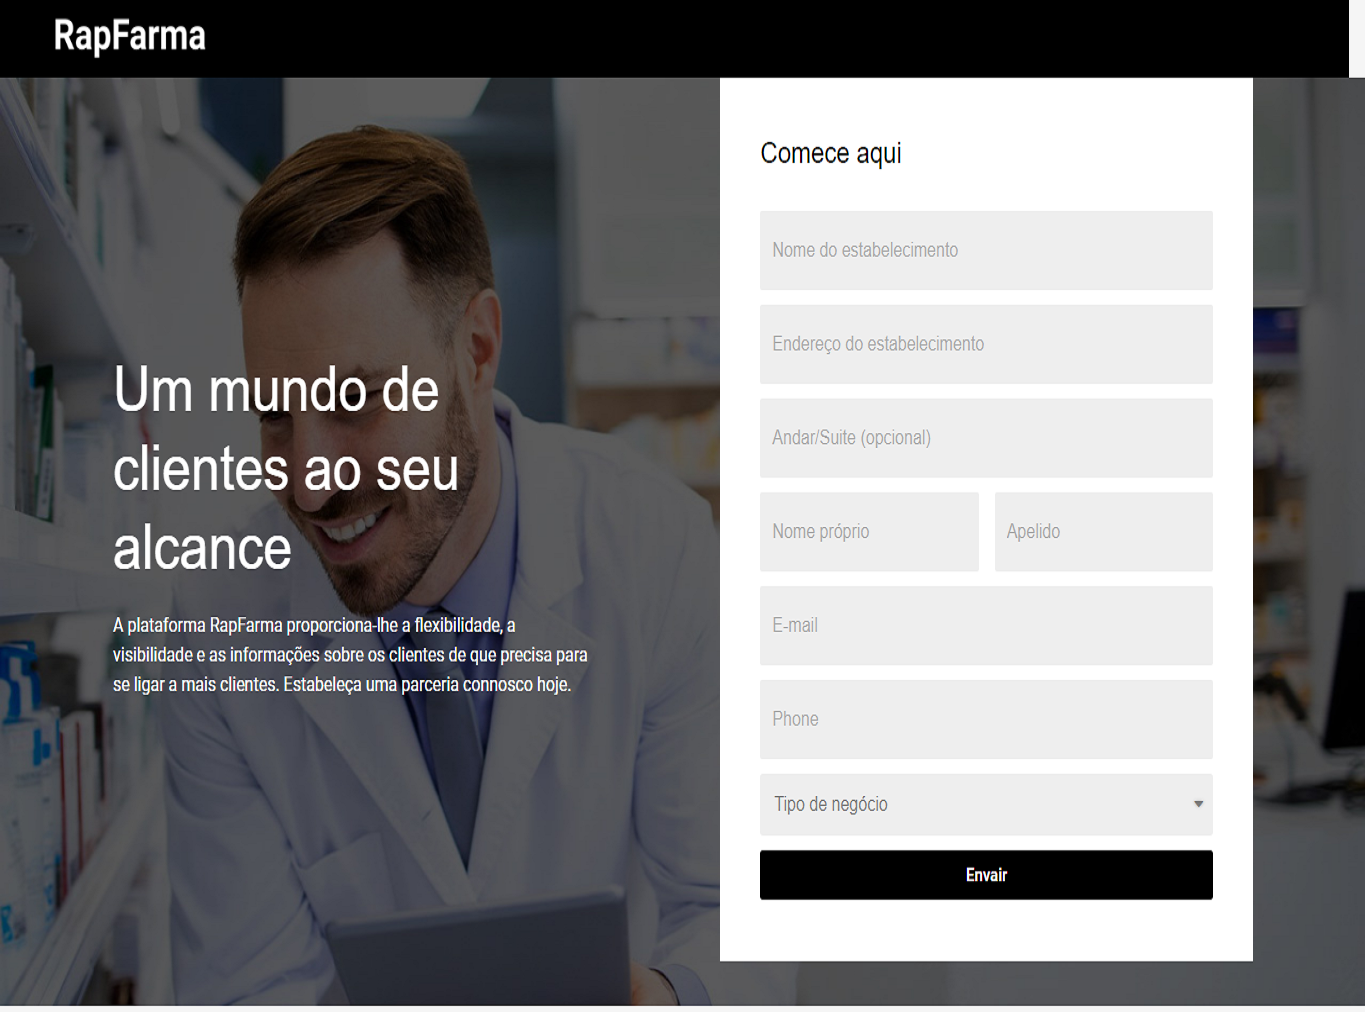 RapFarma
Um mundo de
clientes ao seu
alcance
A plataforma RapFarma proporciona-lhe a flexibilidade, a
visibilidade e as informações sobre os clientes de que precisa para
se ligar a mais clientes. Estabeleça uma parceria connosco hoje.
Comece aqui
Nome do estabelecimento
Endereço do estabelecimento
Andar/Suite (opcional)
Nome próprio
Apelido
E-mail
Phone
Tipo de negócio
Envair